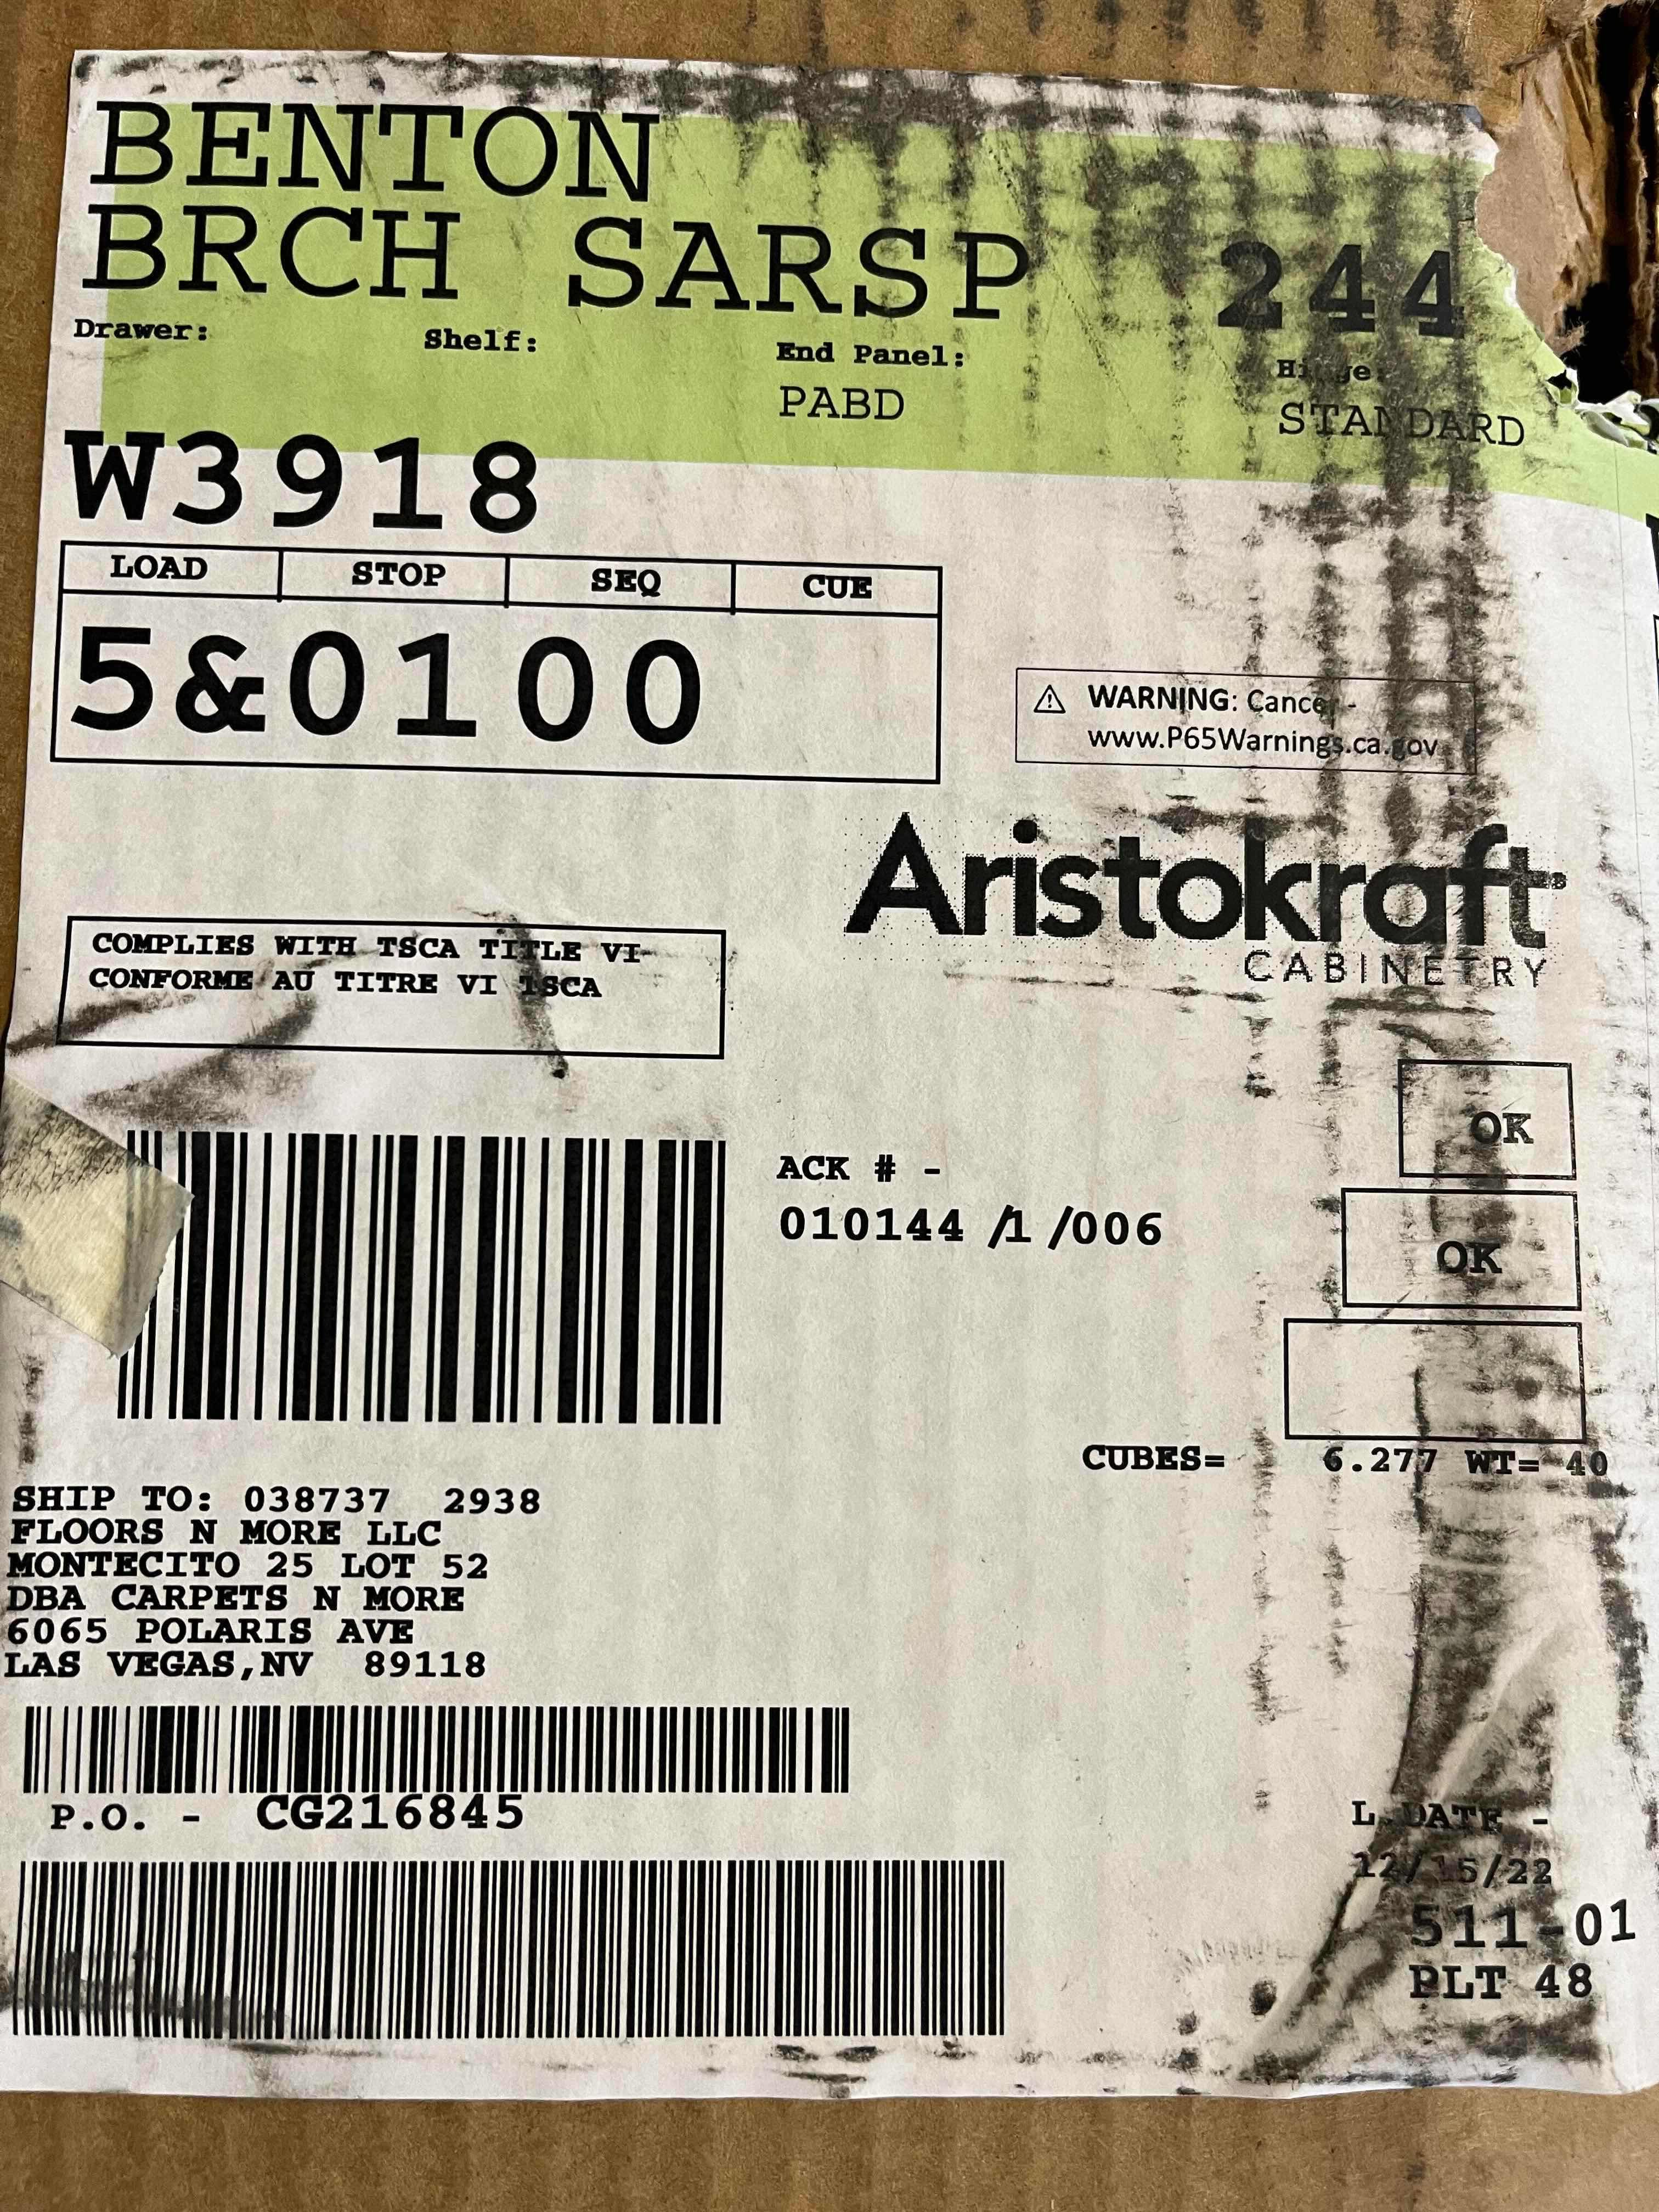 BENTON
BRCH SARSP 244
Drawer: Shelf: End Panel: Hinge:
PABD STANDARD
W3918
LOAD STOP SEQ CUE
5&0100
⚠ WARNING: Cancer -
www.P65Warnings.ca.gov
Aristokraft
CABINETRY
COMPLIES WITH TSCA TITLE VI
CONFORME AU TITRE VI TSCA
OK
ACK # -
010144 /1 /006
OK
CUBES= 6.277 WT= 40
SHIP TO: 038737 2938
FLOORS N MORE LLC
MONTECITO 25 LOT 52
DBA CARPETS N MORE
6065 POLARIS AVE
LAS VEGAS,NV 89118
P.O. - CG216845
L.DATE -
12/15/22
511-01
PLT 48